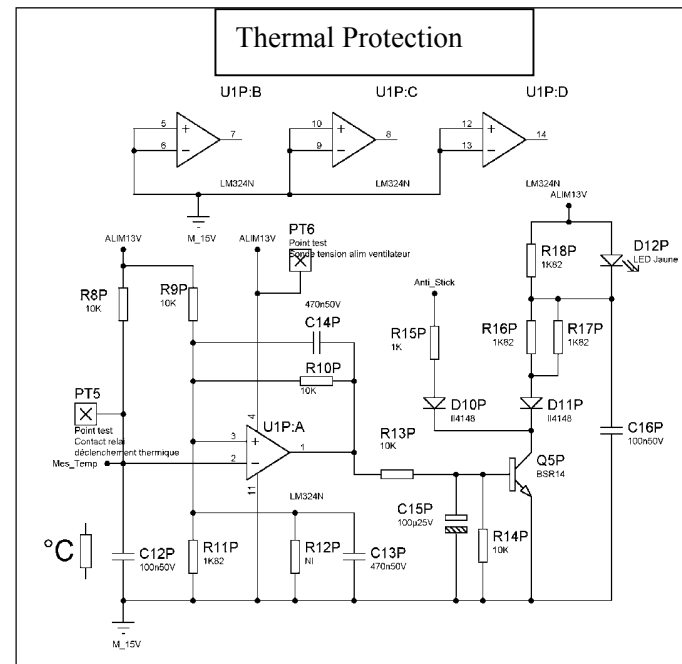 Thermal Protection
U1P:B
U1P:C
U1P:D
5
6
7
10
9
8
12
13
14
LM324N
LM324N
LM324N
ALIM13V
M_15V
ALIM13V
PT6
Point test
Sonde tension alim ventilateur
ALIM13V
R18P
1K82
D12P
LED Jaune
R8P
10K
R9P
10K
470n50V
C14P
Anti_Stick
R15P
1K
R16P
1K82
R17P
1K82
R10P
10K
PT5
Point test
Contact relai
déclenchement thermique
Mes_Temp
U1P:A
4
3
2
1
11
LM324N
D10P
ll4148
D11P
ll4148
C16P
100n50V
R13P
10K
Q5P
BSR14
C15P
100µ25V
R14P
10K
°C
C12P
100n50V
R11P
1K82
R12P
NI
C13P
470n50V
M_15V